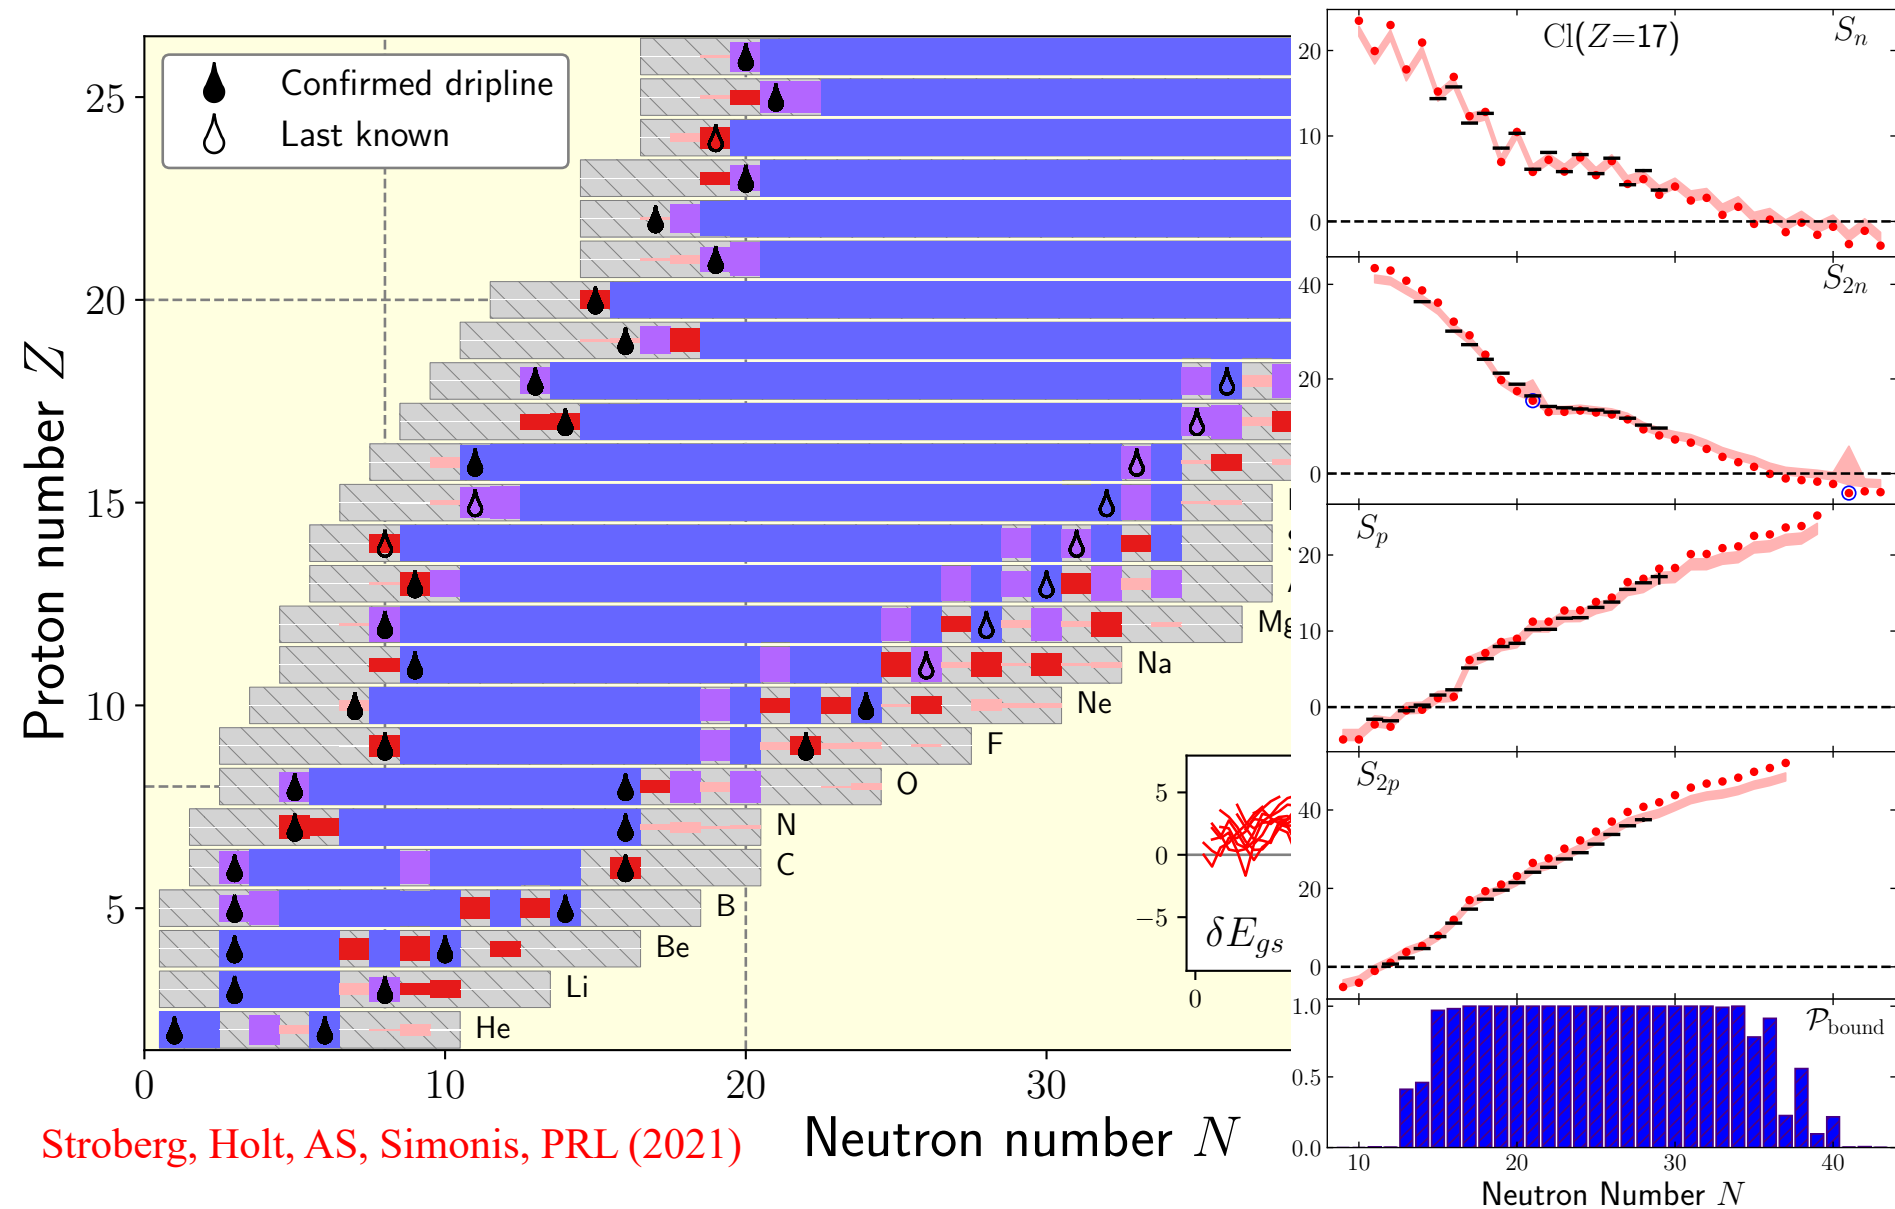 Confirmed dripline
Last known
Proton number Z
25
20
15
10
5
0
10
20
30
Neutron number N
Mg
Na
Ne
F
O
N
C
B
Be
Li
He
5
0
−5
δE_gs
0
Stroberg, Holt, AS, Simonis, PRL (2021)
Cl(Z=17)
S_n
20
10
0
S_2n
40
20
0
S_p
20
10
0
S_2p
40
20
0
P_bound
1.0
0.5
0.0
10
20
30
40
Neutron Number N